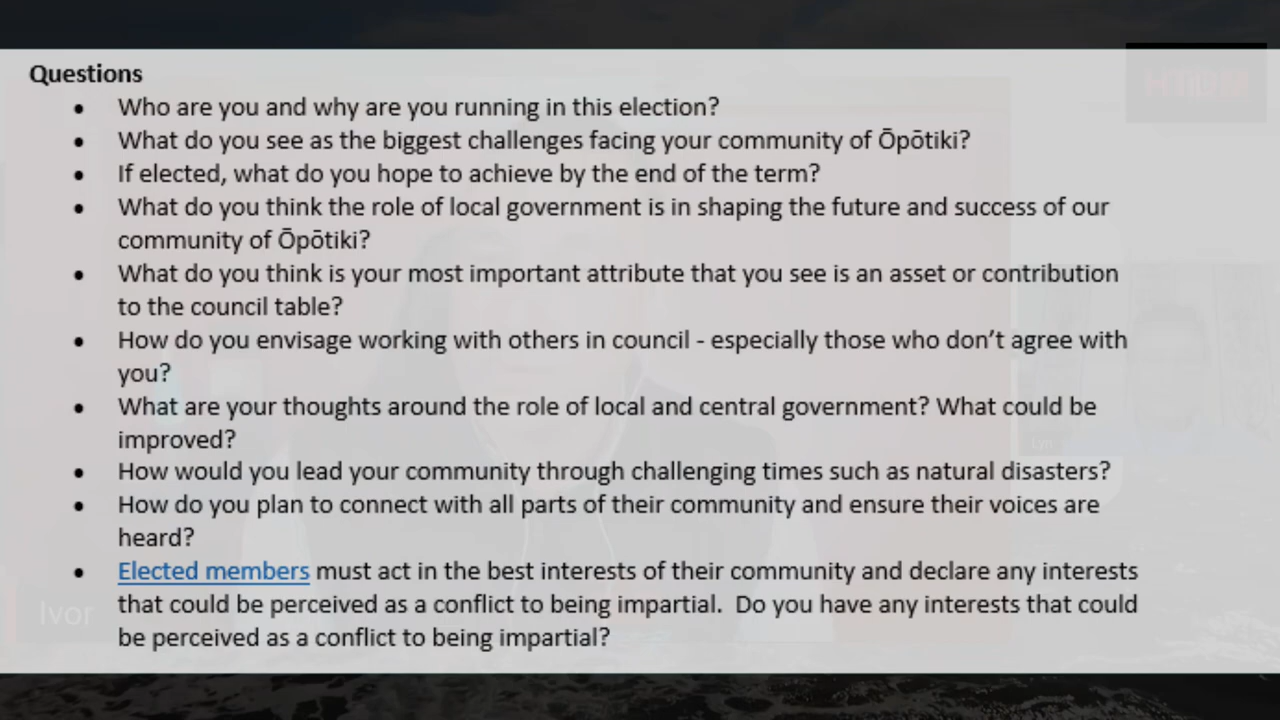 Questions
• Who are you and why are you running in this election?
• What do you see as the biggest challenges facing your community of Ōpōtiki?
• If elected, what do you hope to achieve by the end of the term?
• What do you think the role of local government is in shaping the future and success of our
community of Ōpōtiki?
• What do you think is your most important attribute that you see is an asset or contribution
to the council table?
• How do you envisage working with others in council - especially those who don’t agree with
you?
• What are your thoughts around the role of local and central government? What could be
improved?
• How would you lead your community through challenging times such as natural disasters?
• How do you plan to connect with all parts of their community and ensure their voices are
heard?
• Elected members must act in the best interests of their community and declare any interests
that could be perceived as a conflict to being impartial.  Do you have any interests that could
be perceived as a conflict to being impartial?
Ivor